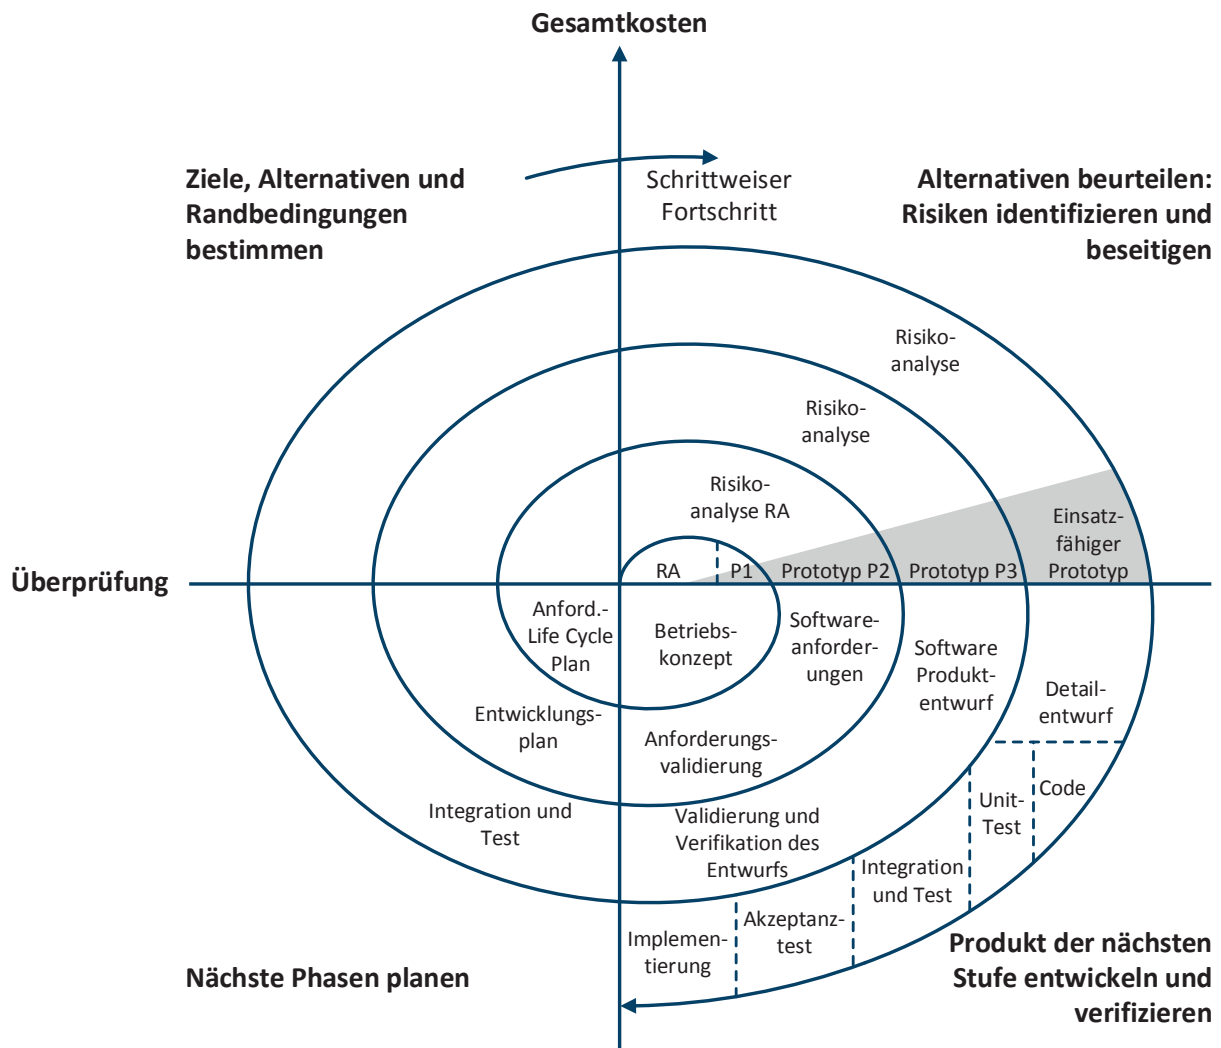 Gesamtkosten
Ziele, Alternativen und
Randbedingungen
bestimmen
Schrittweiser
Fortschritt
Alternativen beurteilen:
Risiken identifizieren und
beseitigen
Risiko-
analyse
Risiko-
analyse
Risiko-
analyse RA
Einsatz-
fähiger
Prototyp
RA
P1
Prototyp P2
Prototyp P3
Überprüfung
Anford.-
Life Cycle
Plan
Betriebs-
konzept
Software-
anforder-
ungen
Software
Produkt-
entwurf
Detail-
entwurf
Entwicklungs-
plan
Anforderungs-
validierung
Integration und
Test
Validierung und
Verifikation des
Entwurfs
Unit-
Test
Code
Integration
und Test
Akzeptanz-
test
Implemen-
tierung
Nächste Phasen planen
Produkt der nächsten
Stufe entwickeln und
verifizieren